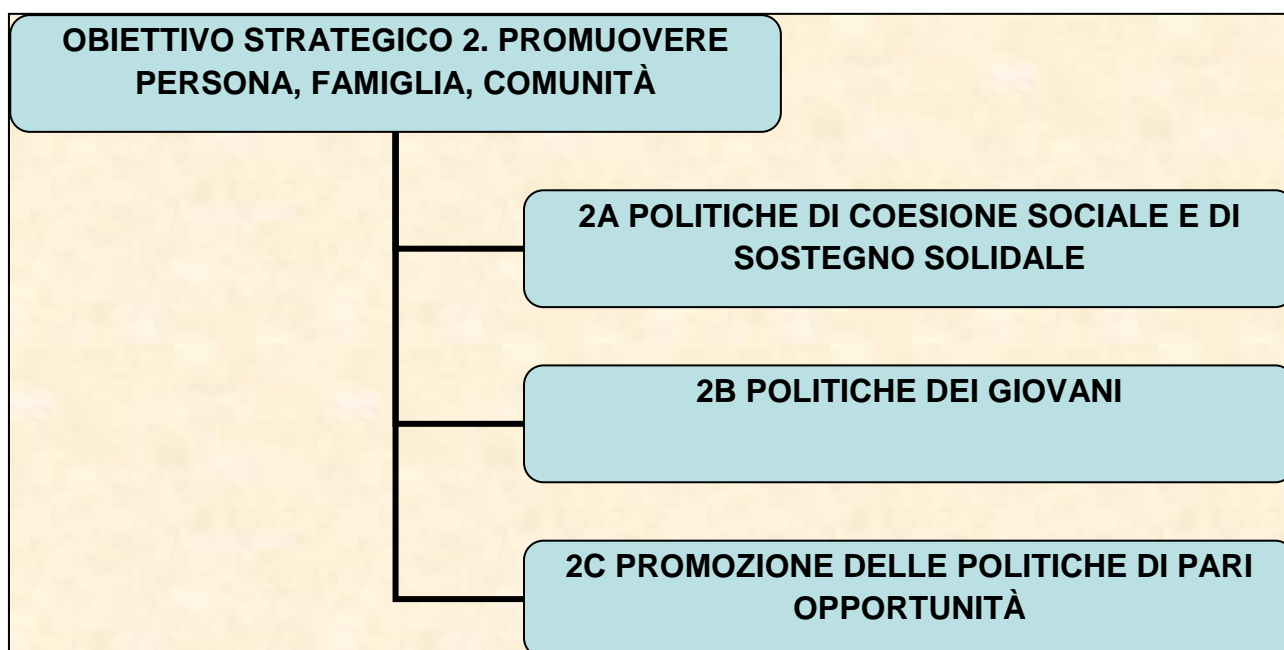 OBIETTIVO STRATEGICO 2. PROMUOVERE
PERSONA, FAMIGLIA, COMUNITÀ
2A POLITICHE DI COESIONE SOCIALE E DI
SOSTEGNO SOLIDALE
2B POLITICHE DEI GIOVANI
2C PROMOZIONE DELLE POLITICHE DI PARI
OPPORTUNITÀ